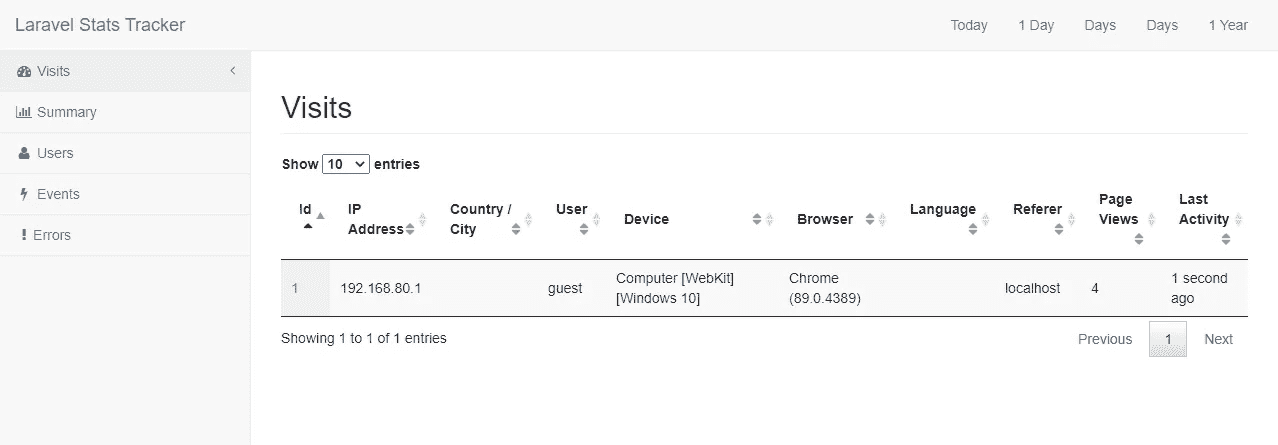 Laravel Stats Tracker
Today 1 Day Days Days 1 Year
Visits
Summary
Users
Events
Errors
Visits
Show 10 entries
Id IP Address Country / City User Device Browser Language Referer Page Views Last Activity
1 192.168.80.1 guest Computer [WebKit] [Windows 10] Chrome (89.0.4389) localhost 4 1 second ago
Showing 1 to 1 of 1 entries
Previous 1 Next